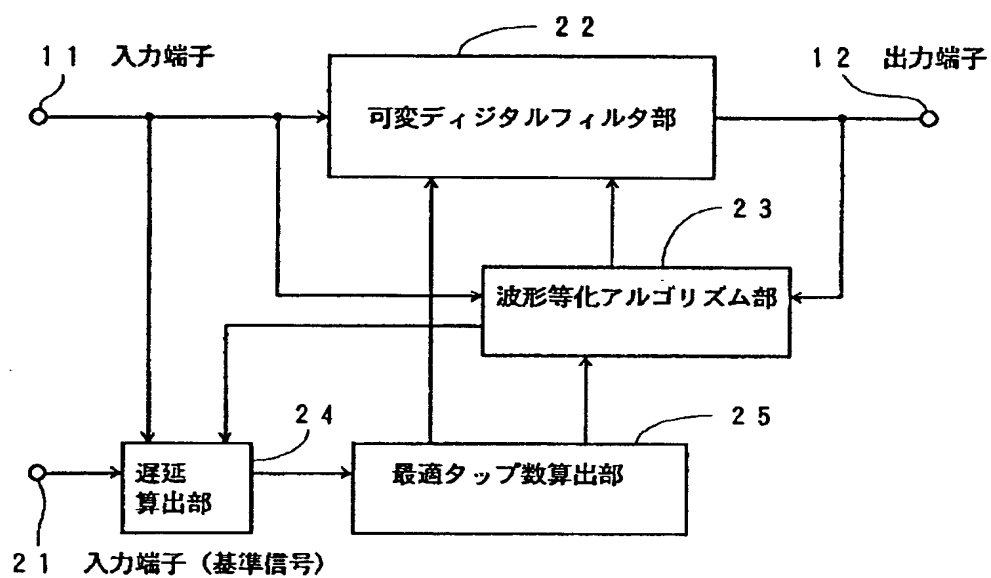 22
11 入力端子
12 出力端子
可変ディジタルフィルタ部
23
波形等化アルゴリズム部
24
25
遅延
算出部
最適タップ数算出部
21 入力端子(基準信号)